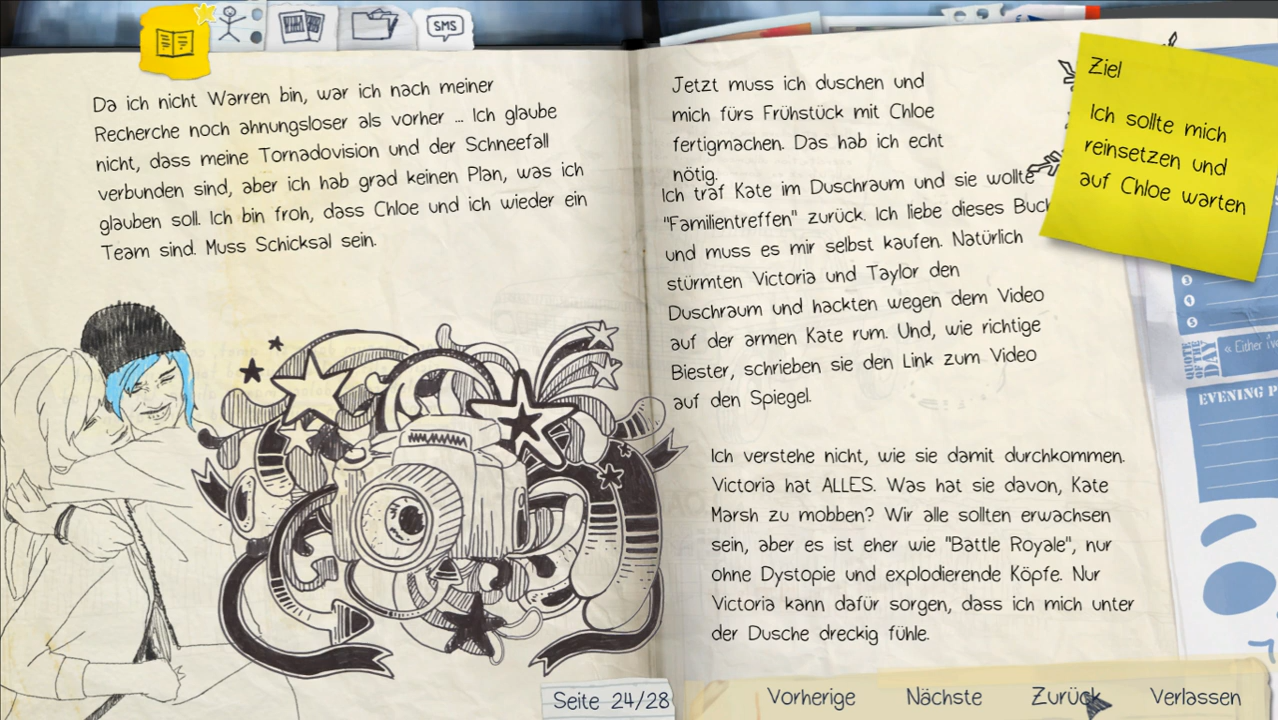 SMS
Da ich nicht Warren bin, war ich nach meiner
Recherche noch ahnungsloser als vorher ... Ich glaube
nicht, dass meine Tornadovision und der Schneefall
verbunden sind, aber ich hab grad keinen Plan, was ich
glauben soll. Ich bin froh, dass Chloe und ich wieder ein
Team sind. Muss Schicksal sein.
Jetzt muss ich duschen und
mich fürs Frühstück mit Chloe
fertigmachen. Das hab ich echt
nötig.
Ich traf Kate im Duschraum und sie wollte
"Familientreffen" zurück. Ich liebe dieses Buch
und muss es mir selbst kaufen. Natürlich
stürmten Victoria und Taylor den
Duschraum und hackten wegen dem Video
auf der armen Kate rum. Und, wie richtige
Biester, schrieben sie den Link zum Video
auf den Spiegel.
Ich verstehe nicht, wie sie damit durchkommen.
Victoria hat ALLES. Was hat sie davon, Kate
Marsh zu mobben? Wir alle sollten erwachsen
sein, aber es ist eher wie "Battle Royale", nur
ohne Dystopie und explodierende Köpfe. Nur
Victoria kann dafür sorgen, dass ich mich unter
der Dusche dreckig fühle.
Ziel
Ich sollte mich
reinsetzen und
auf Chloe warten
3
4
5
QUOTE OF THE DAY
« Either
EVENING
Seite 24/28
Vorherige
Nächste
Zurück
Verlassen